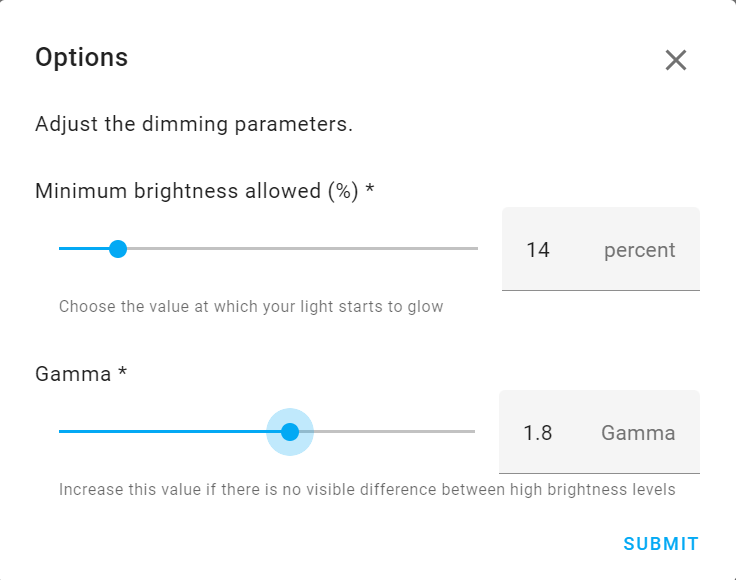 Options
Adjust the dimming parameters.
Minimum brightness allowed (%) *
14 percent
Choose the value at which your light starts to glow
Gamma *
1.8 Gamma
Increase this value if there is no visible difference between high brightness levels
SUBMIT